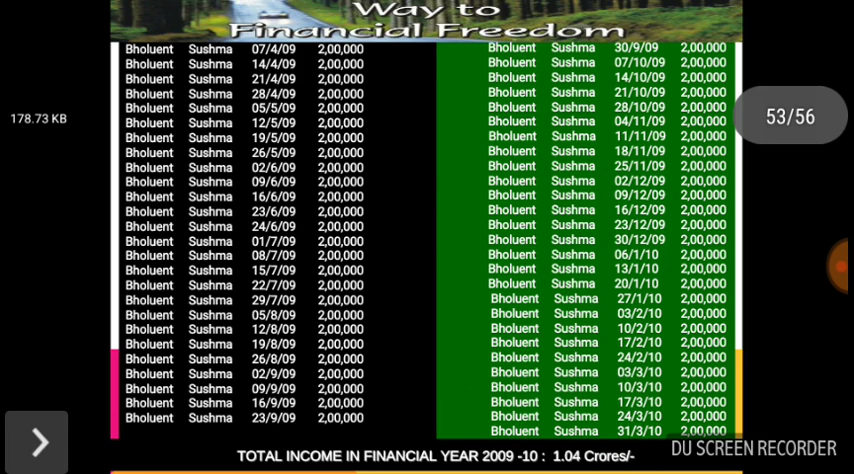 Way to
Financial Freedom
178.73 KB
53/56
Bholuent Sushma 07/4/09 2,00,000
Bholuent Sushma 14/4/09 2,00,000
Bholuent Sushma 21/4/09 2,00,000
Bholuent Sushma 28/4/09 2,00,000
Bholuent Sushma 05/5/09 2,00,000
Bholuent Sushma 12/5/09 2,00,000
Bholuent Sushma 19/5/09 2,00,000
Bholuent Sushma 26/5/09 2,00,000
Bholuent Sushma 02/6/09 2,00,000
Bholuent Sushma 09/6/09 2,00,000
Bholuent Sushma 16/6/09 2,00,000
Bholuent Sushma 23/6/09 2,00,000
Bholuent Sushma 24/6/09 2,00,000
Bholuent Sushma 01/7/09 2,00,000
Bholuent Sushma 08/7/09 2,00,000
Bholuent Sushma 15/7/09 2,00,000
Bholuent Sushma 22/7/09 2,00,000
Bholuent Sushma 29/7/09 2,00,000
Bholuent Sushma 05/8/09 2,00,000
Bholuent Sushma 12/8/09 2,00,000
Bholuent Sushma 19/8/09 2,00,000
Bholuent Sushma 26/8/09 2,00,000
Bholuent Sushma 02/9/09 2,00,000
Bholuent Sushma 09/9/09 2,00,000
Bholuent Sushma 16/9/09 2,00,000
Bholuent Sushma 23/9/09 2,00,000
Bholuent Sushma 30/9/09 2,00,000
Bholuent Sushma 07/10/09 2,00,000
Bholuent Sushma 14/10/09 2,00,000
Bholuent Sushma 21/10/09 2,00,000
Bholuent Sushma 28/10/09 2,00,000
Bholuent Sushma 04/11/09 2,00,000
Bholuent Sushma 11/11/09 2,00,000
Bholuent Sushma 18/11/09 2,00,000
Bholuent Sushma 25/11/09 2,00,000
Bholuent Sushma 02/12/09 2,00,000
Bholuent Sushma 09/12/09 2,00,000
Bholuent Sushma 16/12/09 2,00,000
Bholuent Sushma 23/12/09 2,00,000
Bholuent Sushma 30/12/09 2,00,000
Bholuent Sushma 06/1/10 2,00,000
Bholuent Sushma 13/1/10 2,00,000
Bholuent Sushma 20/1/10 2,00,000
Bholuent Sushma 27/1/10 2,00,000
Bholuent Sushma 03/2/10 2,00,000
Bholuent Sushma 10/2/10 2,00,000
Bholuent Sushma 17/2/10 2,00,000
Bholuent Sushma 24/2/10 2,00,000
Bholuent Sushma 03/3/10 2,00,000
Bholuent Sushma 10/3/10 2,00,000
Bholuent Sushma 17/3/10 2,00,000
Bholuent Sushma 24/3/10 2,00,000
Bholuent Sushma 31/3/10 2,00,000
DU SCREEN RECORDER
TOTAL INCOME IN FINANCIAL YEAR 2009 -10 : 1.04 Crores/-